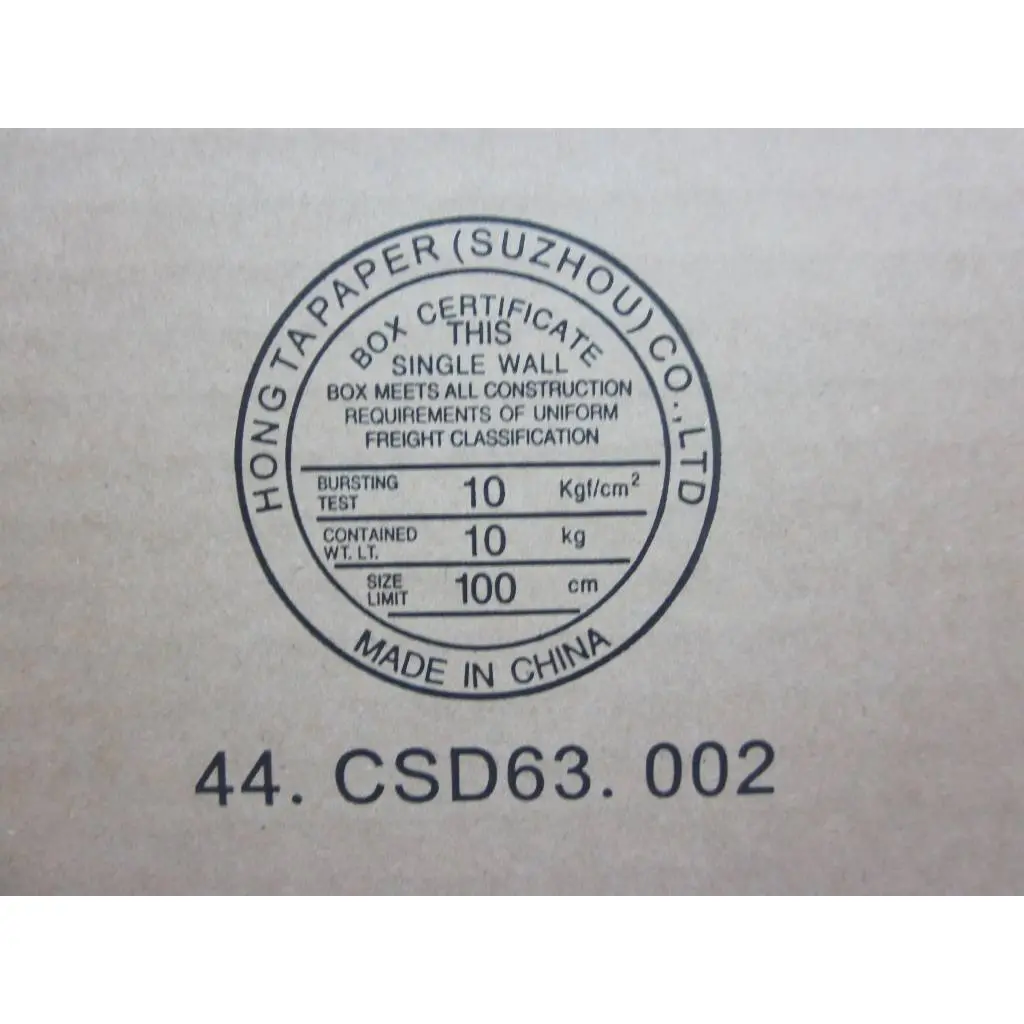 HONG TAPAPER (SUZHOU) CO.,LTD
BOX CERTIFICATE
THIS
SINGLE WALL
BOX MEETS ALL CONSTRUCTION
REQUIREMENTS OF UNIFORM
FREIGHT CLASSIFICATION
BURSTING TEST 10 Kgf/cm²
CONTAINED WT. LT. 10 kg
SIZE LIMIT 100 cm
MADE IN CHINA
44. CSD63. 002